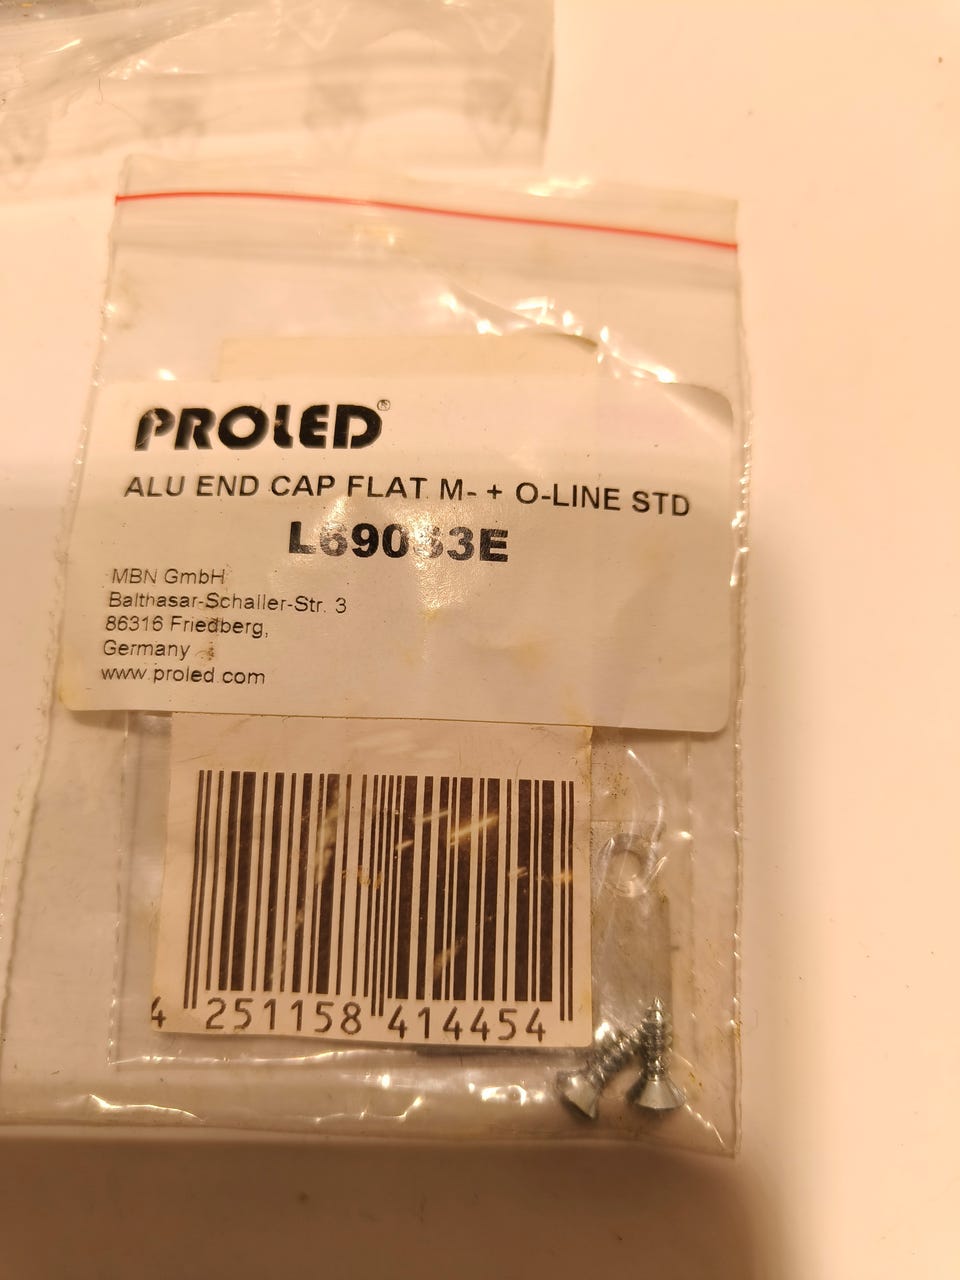 PROLED®
ALU END CAP FLAT M- + O-LINE STD
MBN GmbH
Balthasar-Schaller-Str. 3
86316 Friedberg,
Germany
www.proled.com
4 251158 414454